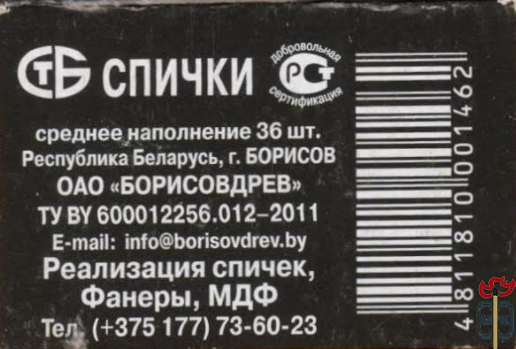 СТБ СПИЧКИ
добровольная
РСТ
сертификация
среднее наполнение 36 шт.
Республика Беларусь, г. БОРИСОВ
ОАО «БОРИСОВДРЕВ»
ТУ BY 600012256.012–2011
E-mail: info@borisovdrev.by
Реализация спичек,
Фанеры, МДФ
Тел. (+375 177) 73-60-23
4 811810 001462